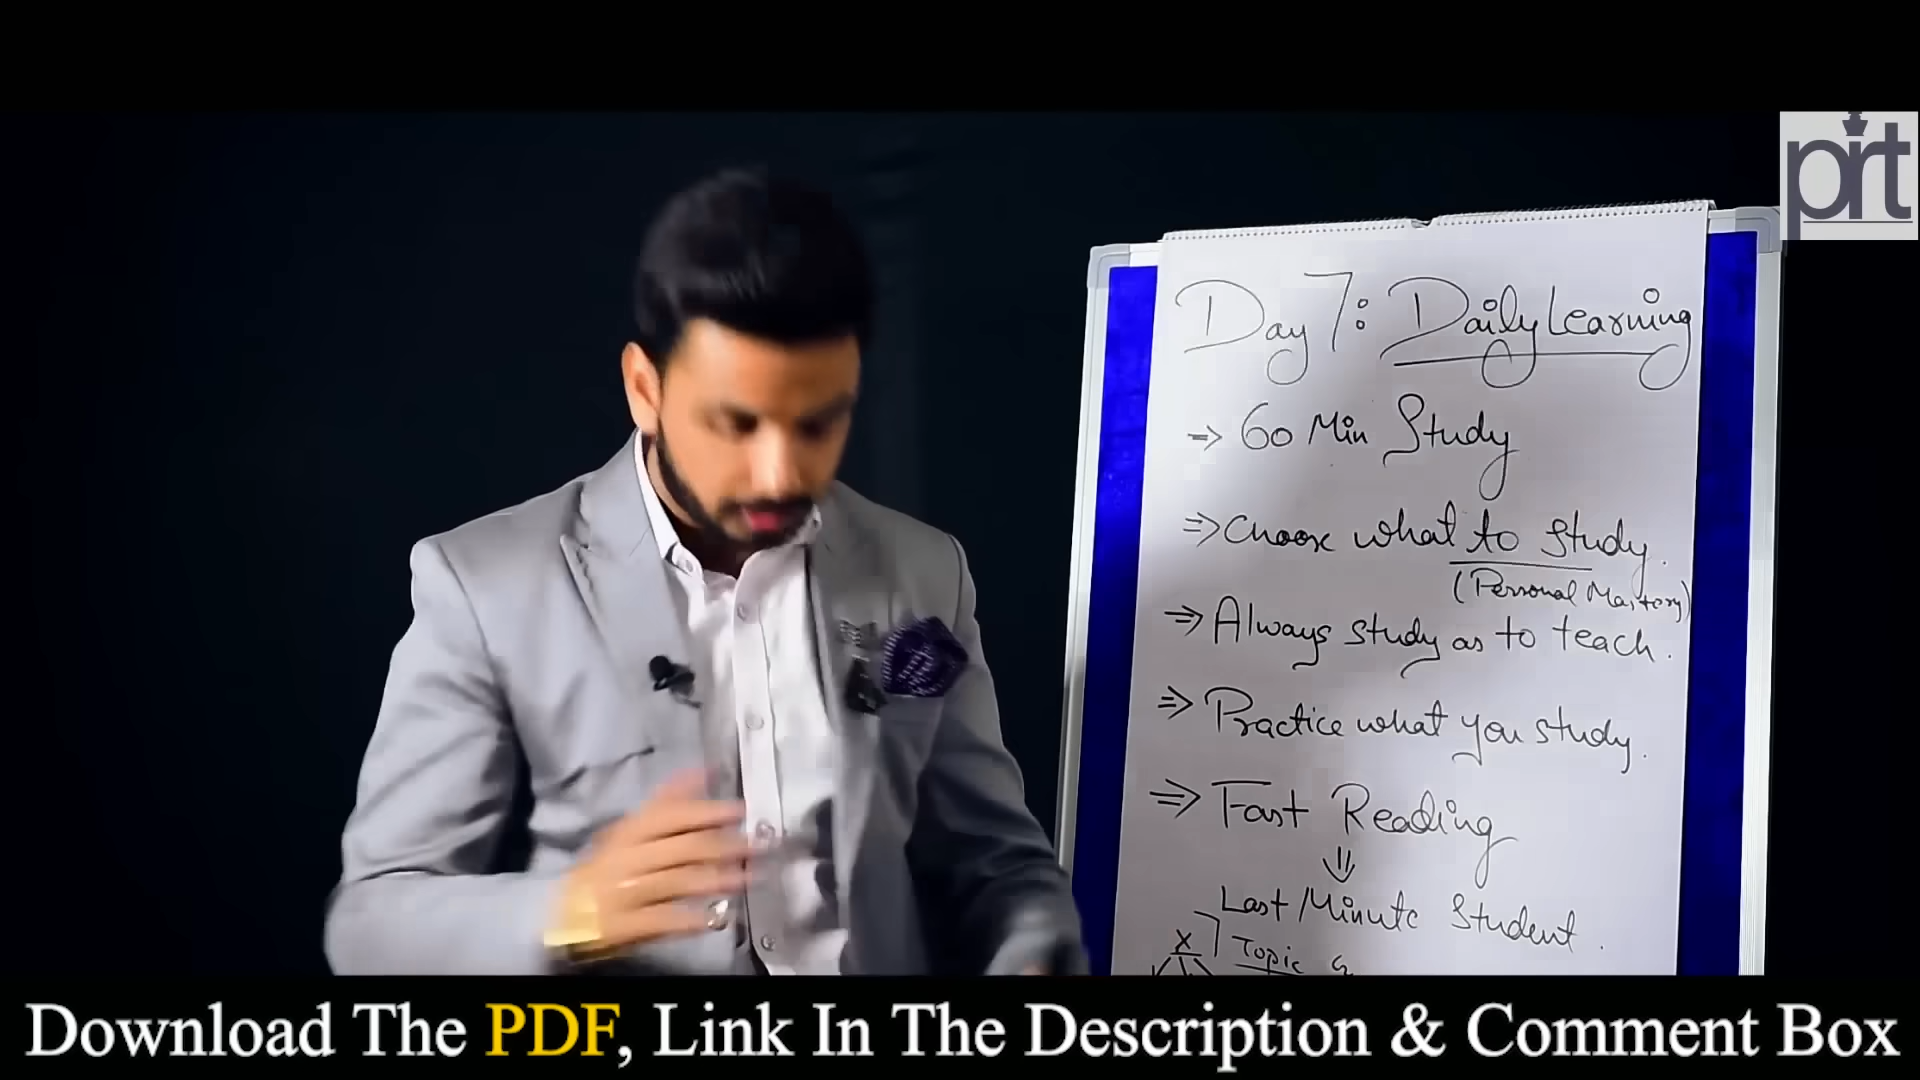 prt
Day 7: Daily Learning
⇒ 60 Min Study
⇒ Choose what to study.
(Personal Mastery)
⇒ Always study as to teach.
⇒ Practice what you study.
⇒ Fast Reading
⇓
Last Minute Student.
X Topic
Download The PDF, Link In The Description & Comment Box